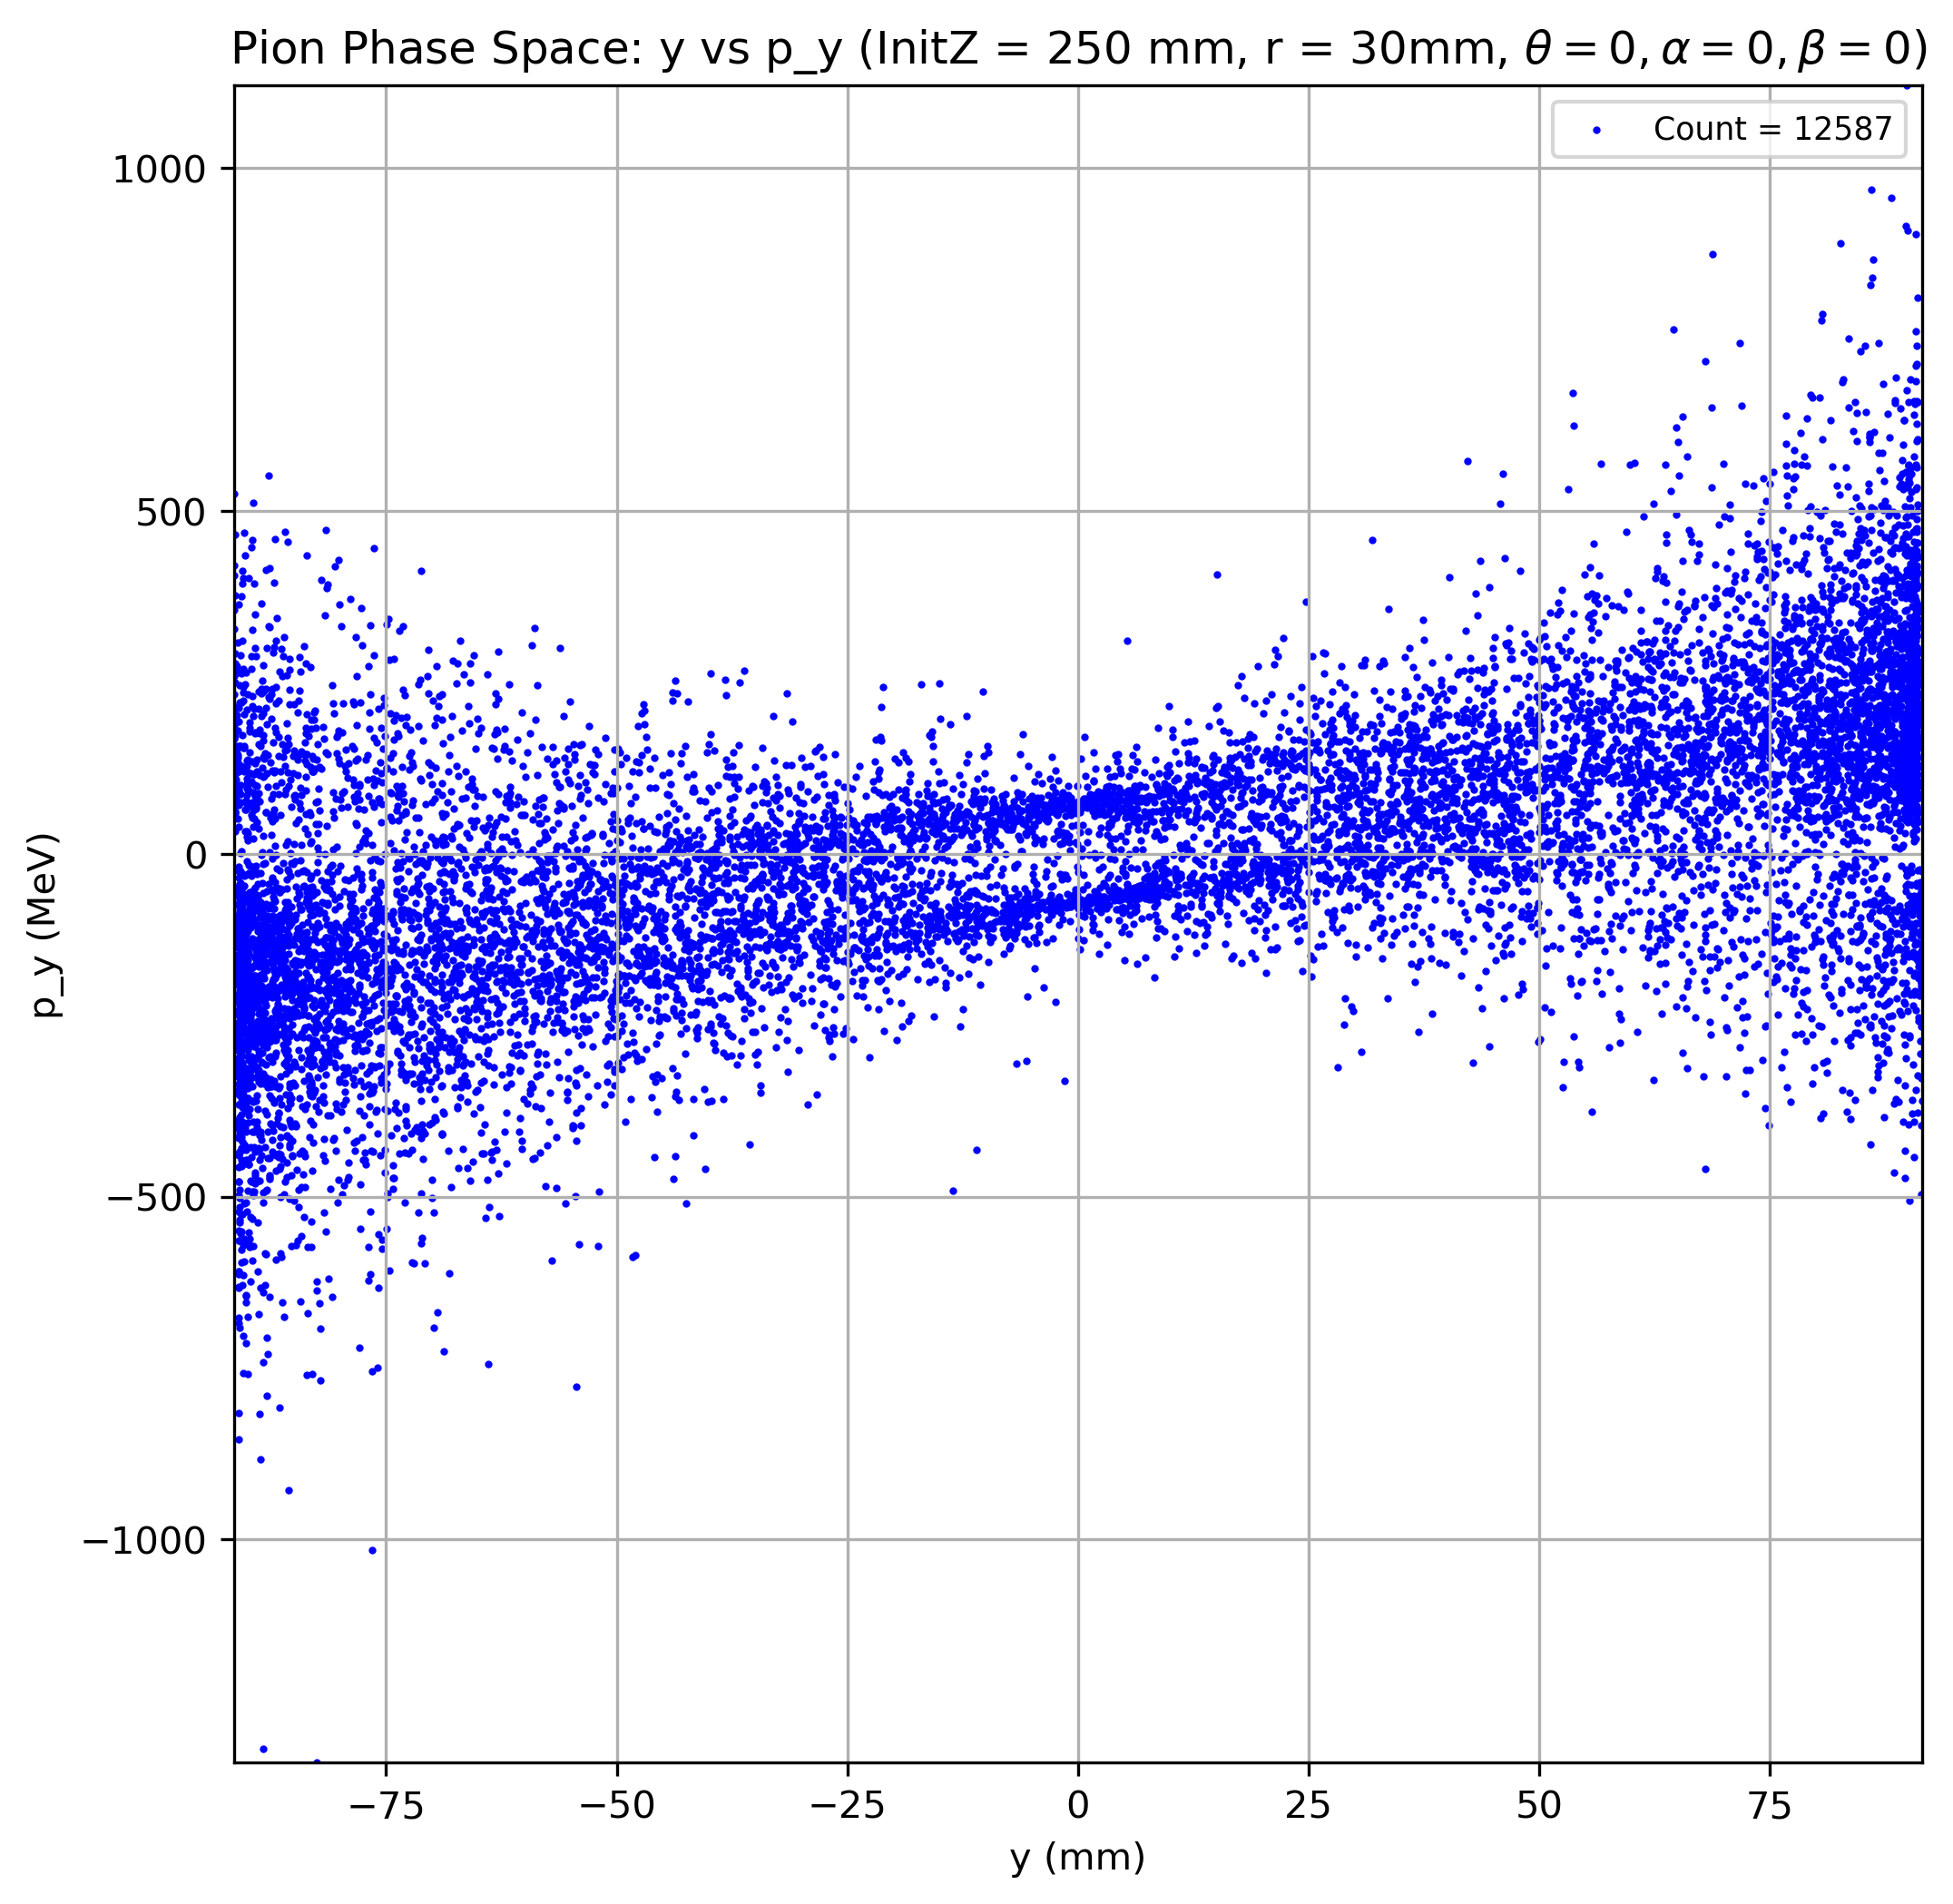 Pion Phase Space: y vs p_y (InitZ = 250 mm, r = 30mm, θ = 0, α = 0, β = 0)
Count = 12587
1000
500
0
−500
−1000
p_y (MeV)
−75 −50 −25 0 25 50 75
y (mm)